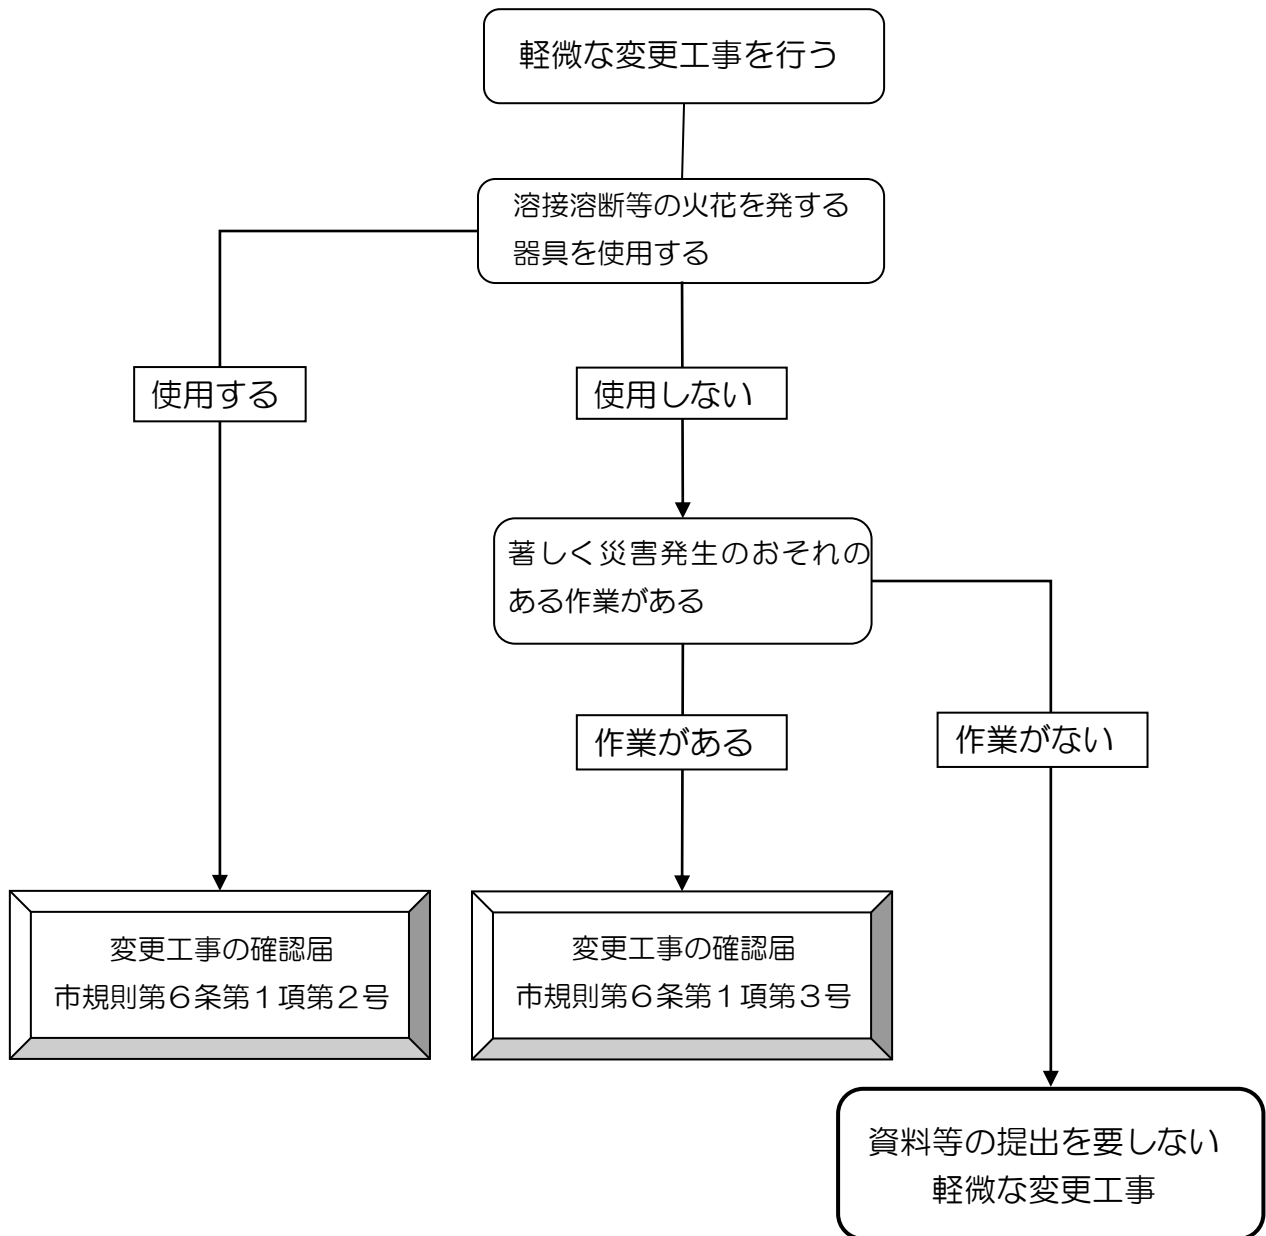 軽微な変更工事を行う
溶接溶断等の火花を発する
器具を使用する
使用する
使用しない
著しく災害発生のおそれの
ある作業がある
作業がある
作業がない
変更工事の確認届
市規則第６条第１項第２号
変更工事の確認届
市規則第６条第１項第３号
資料等の提出を要しない
軽微な変更工事